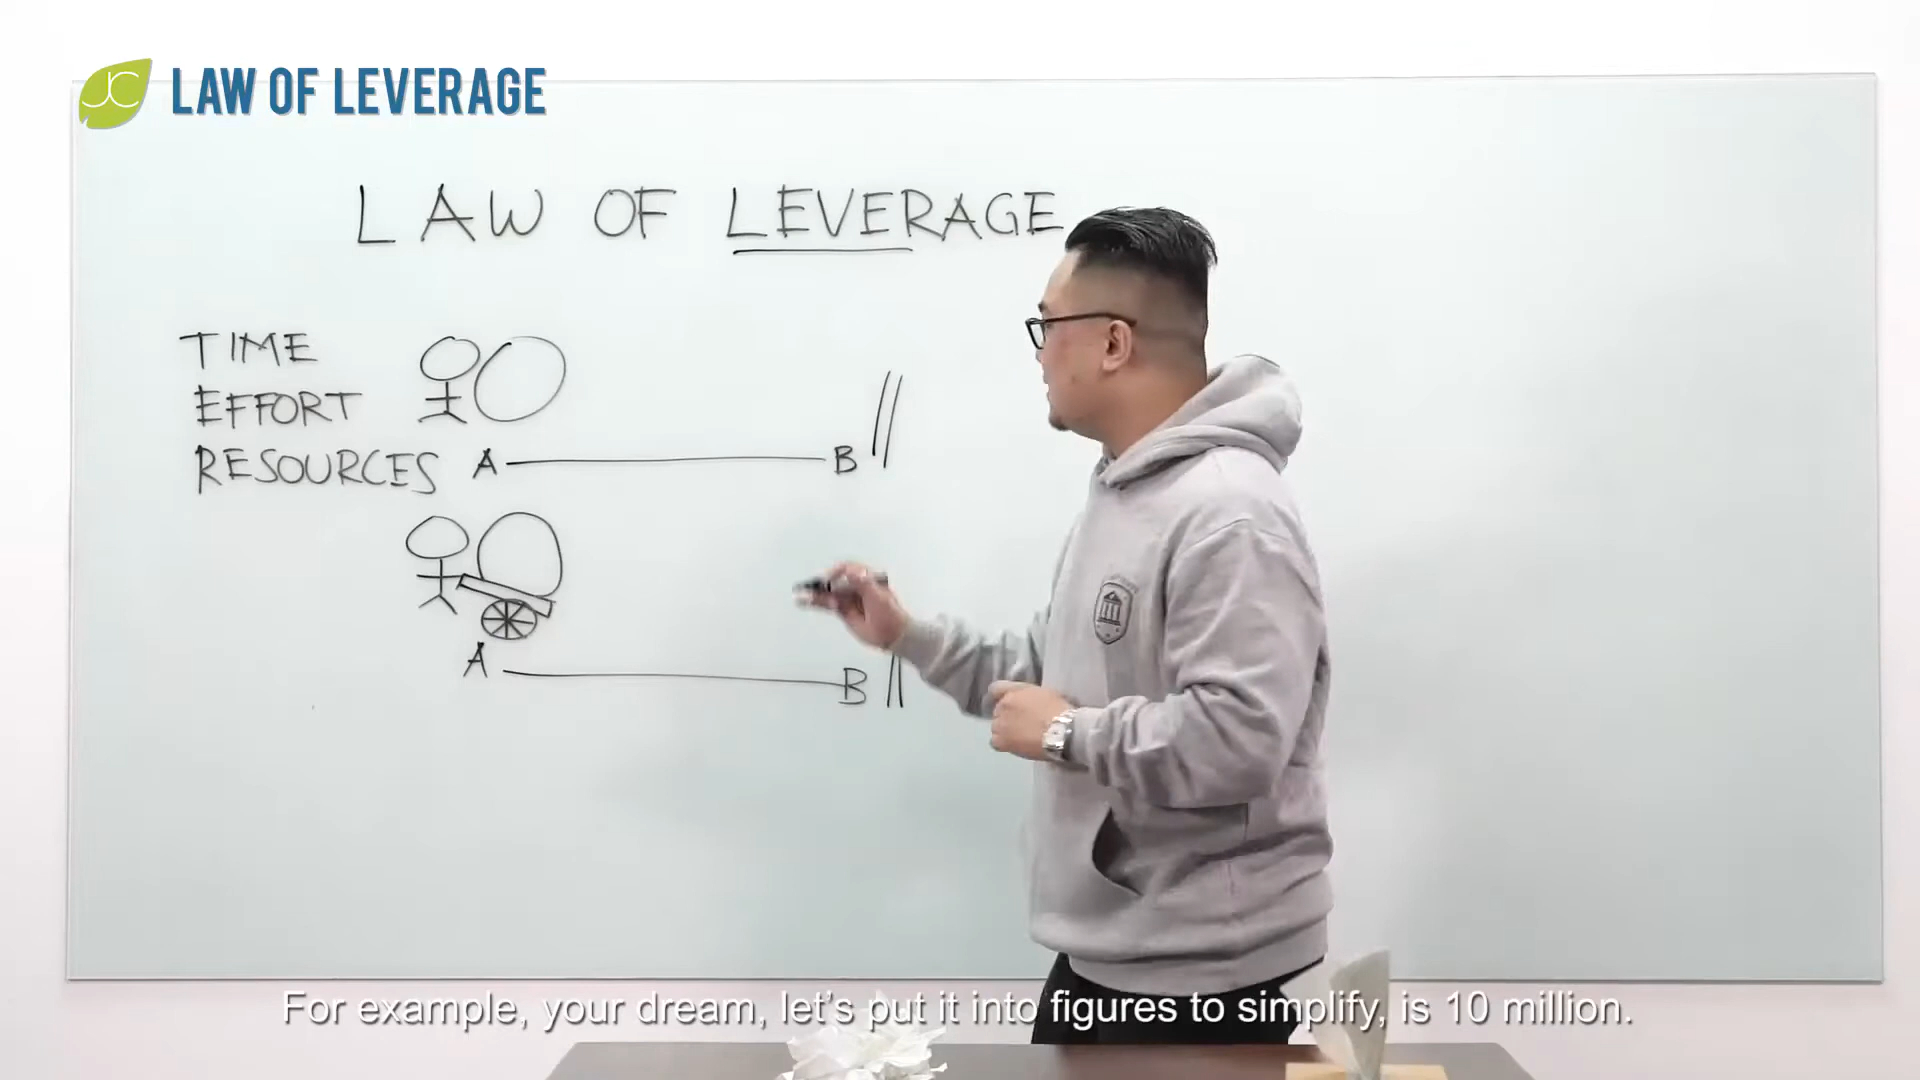 JC LAW OF LEVERAGE
LAW OF LEVERAGE
TIME
EFFORT
RESOURCES
A B
A B
For example, your dream, let's put it into figures to simplify, is 10 million.